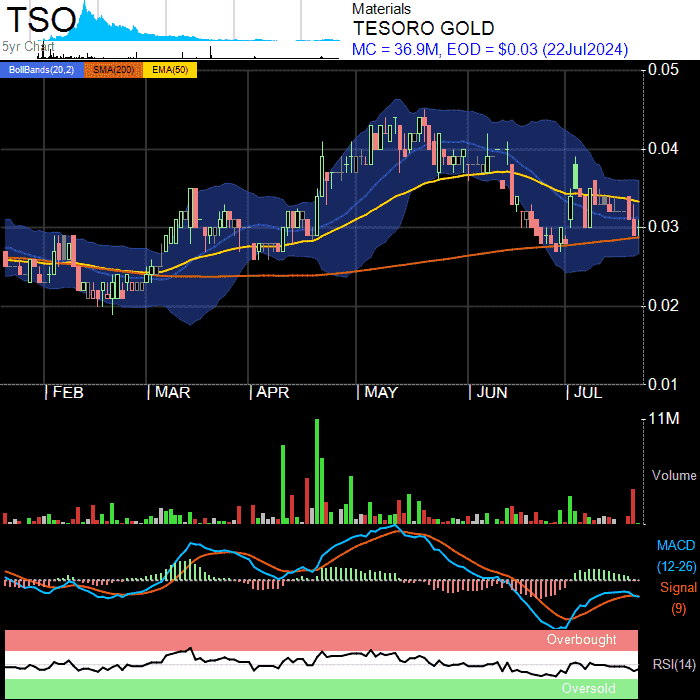 TSO
5yr Chart
Materials
TESORO GOLD
MC = 36.9M, EOD = $0.03 (22Jul2024)
BollBands(20,2) SMA(200) EMA(50)
0.05
0.04
0.03
0.02
0.01
FEB MAR APR MAY JUN JUL
11M
Volume
MACD
(12-26)
Signal
(9)
Overbought
RSI(14)
Oversold